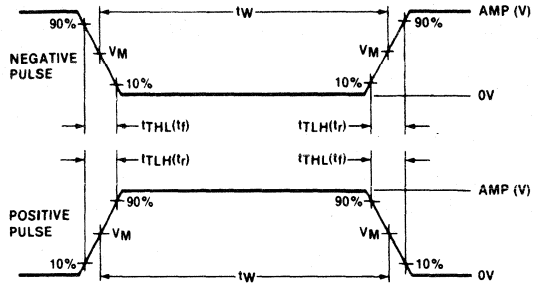 tW
AMP (V)
90%
90%
NEGATIVE
PULSE
VM
VM
10%
10%
0V
tTHL(tf)
tTLH(tr)
tTLH(tr)
tTHL(tf)
AMP (V)
90%
90%
POSITIVE
PULSE
VM
VM
10%
10%
tW
0V